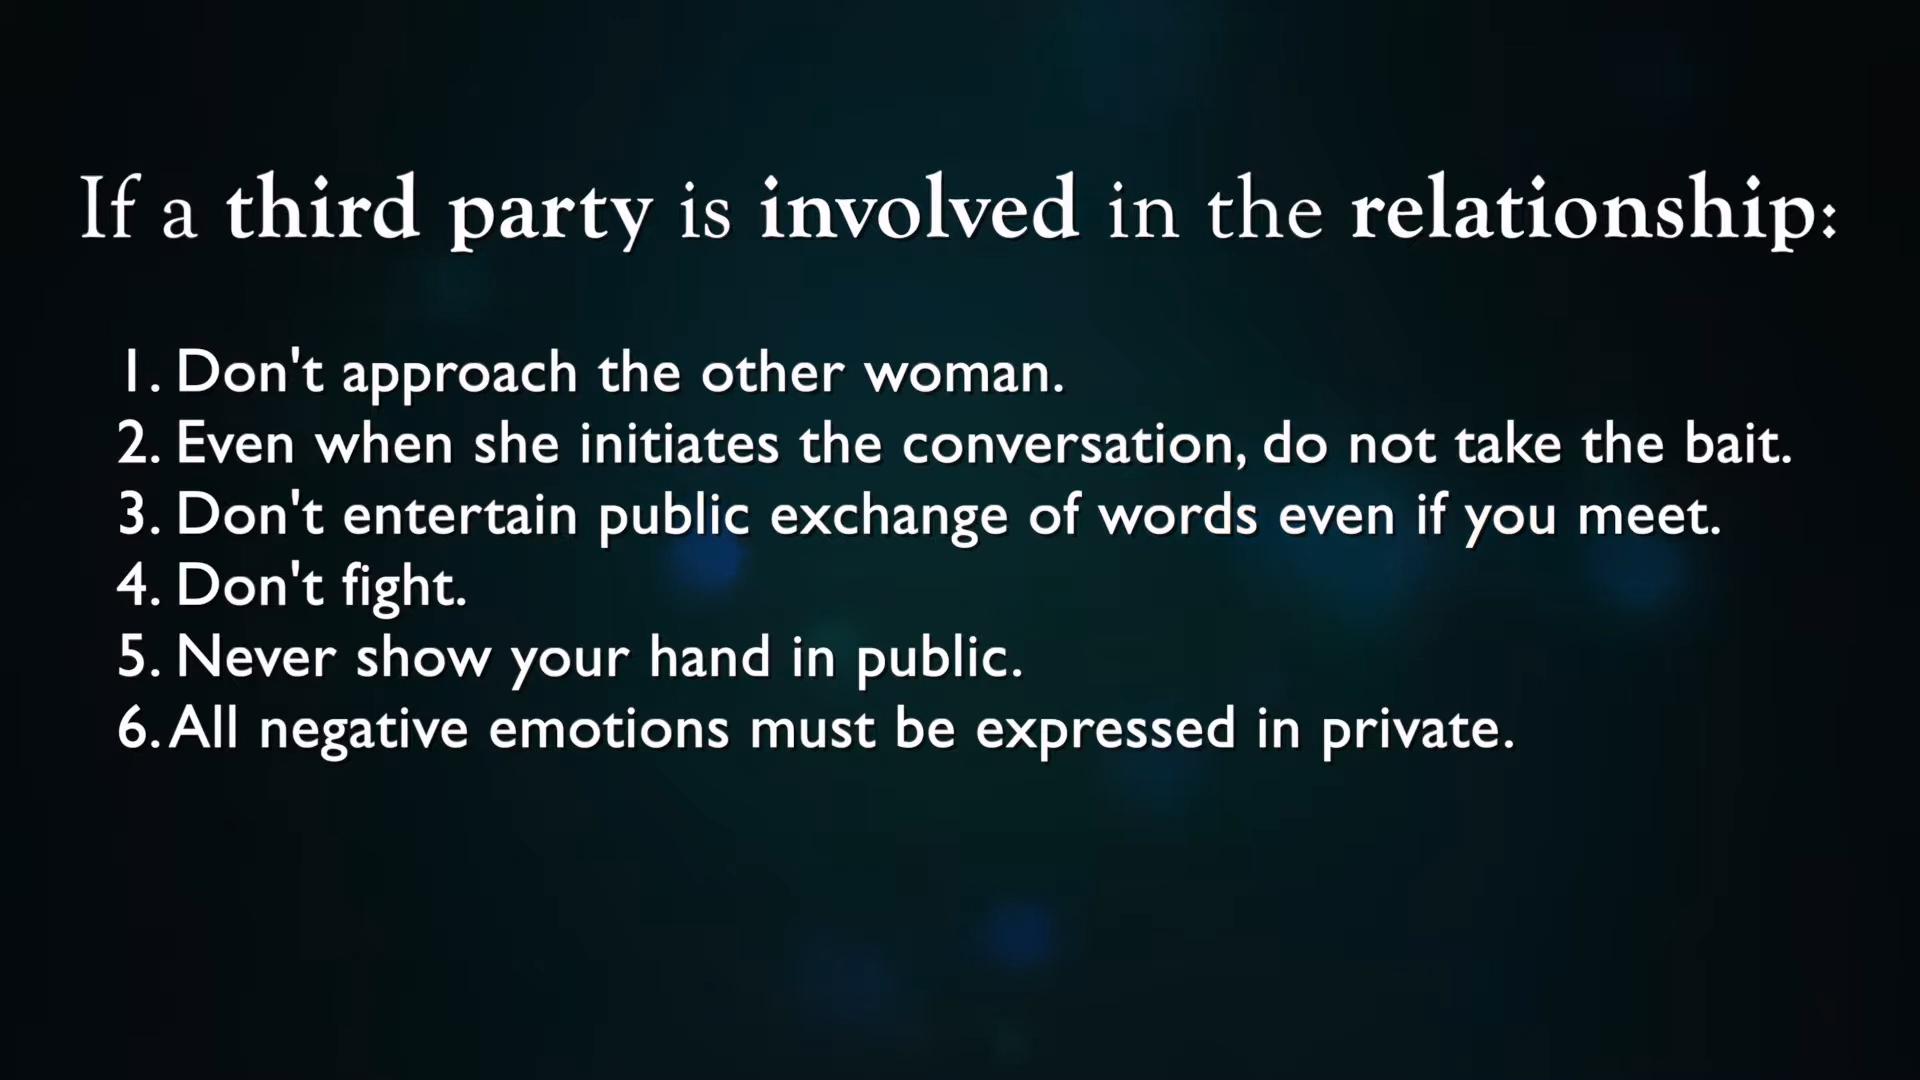 If a third party is involved in the relationship:
1. Don't approach the other woman.
2. Even when she initiates the conversation, do not take the bait.
3. Don't entertain public exchange of words even if you meet.
4. Don't fight.
5. Never show your hand in public.
6. All negative emotions must be expressed in private.